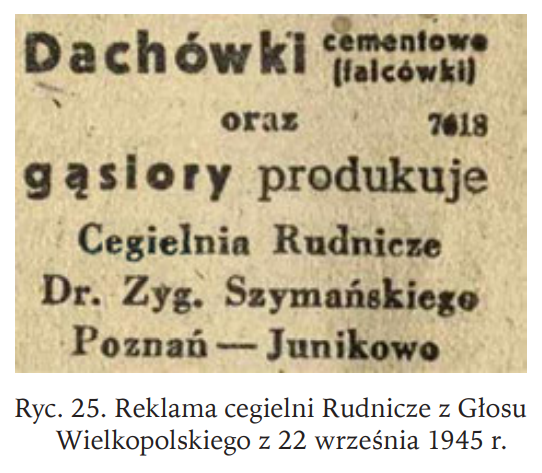 Dachówki cementowe
(falcówki)
oraz 7618
gąsiory produkuje
Cegielnia Rudnicze
Dr. Zyg. Szymańskiego
Poznań — Junikowo
Ryc. 25. Reklama cegielni Rudnicze z Głosu
Wielkopolskiego z 22 września 1945 r.